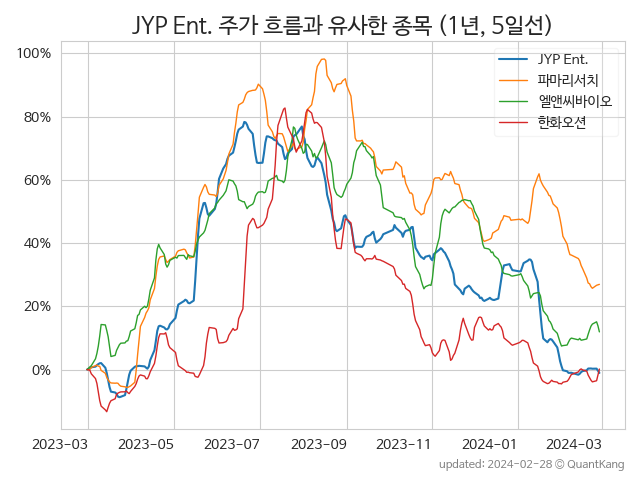 JYP Ent. 주가 흐름과 유사한 종목 (1년, 5일선)
JYP Ent.
파마리서치
엘앤씨바이오
한화오션
100%
80%
60%
40%
20%
0%
2023-03 2023-05 2023-07 2023-09 2023-11 2024-01 2024-03
updated: 2024-02-28 ⓒ QuantKang